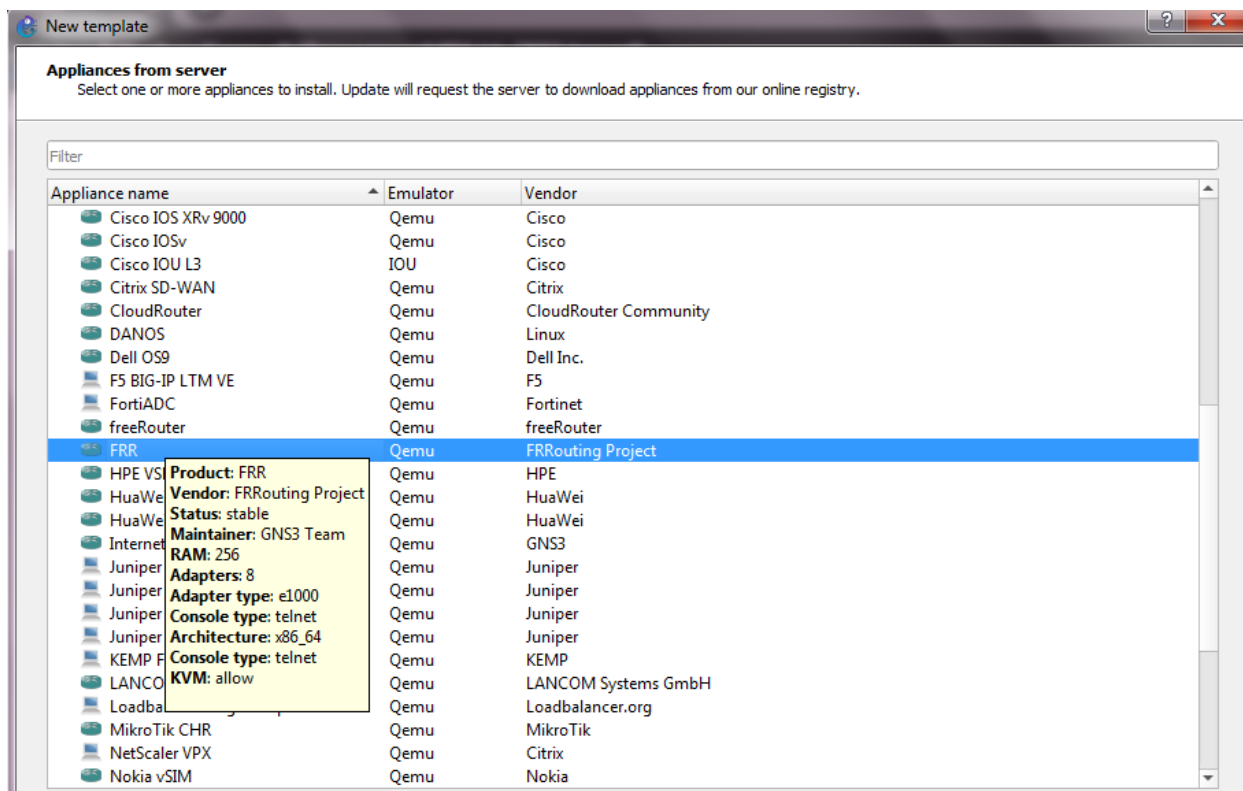 New template
?
X
Appliances from server
Select one or more appliances to install. Update will request the server to download appliances from our online registry.
Filter
Appliance name Emulator Vendor
Cisco IOS XRv 9000 Qemu Cisco
Cisco IOSv Qemu Cisco
Cisco IOU L3 IOU Cisco
Citrix SD-WAN Qemu Citrix
CloudRouter Qemu CloudRouter Community
DANOS Qemu Linux
Dell OS9 Qemu Dell Inc.
F5 BIG-IP LTM VE Qemu F5
FortiADC Qemu Fortinet
freeRouter Qemu freeRouter
FRR Qemu FRRouting Project
HPE VS Qemu HPE
HuaWe Qemu HuaWei
HuaWe Qemu HuaWei
Internet Qemu GNS3
Juniper Qemu Juniper
Juniper Qemu Juniper
Juniper Qemu Juniper
Juniper Qemu Juniper
KEMP F Qemu KEMP
LANCO Qemu LANCOM Systems GmbH
Loadba Qemu Loadbalancer.org
MikroTik CHR Qemu MikroTik
NetScaler VPX Qemu Citrix
Nokia vSIM Qemu Nokia
Product: FRR
Vendor: FRRouting Project
Status: stable
Maintainer: GNS3 Team
RAM: 256
Adapters: 8
Adapter type: e1000
Console type: telnet
Architecture: x86_64
Console type: telnet
KVM: allow